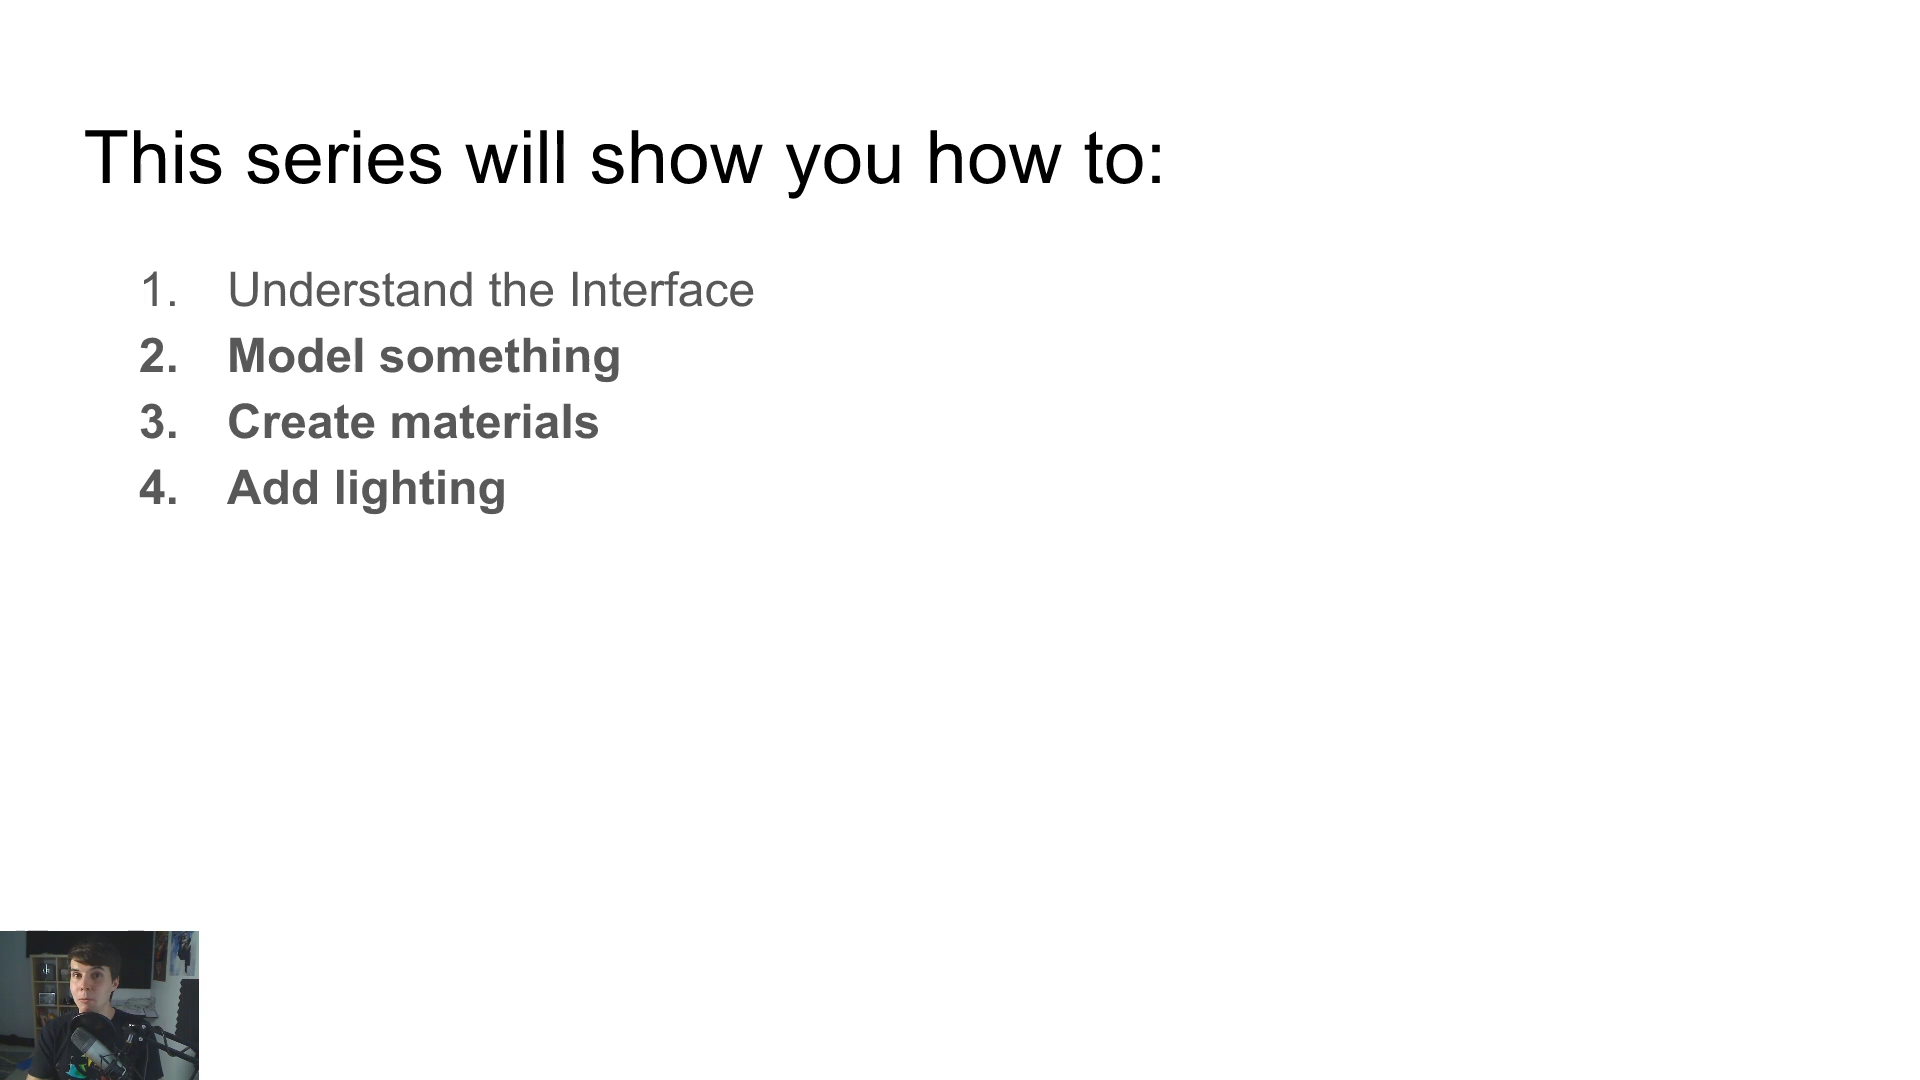 This series will show you how to:
1. Understand the Interface
2. Model something
3. Create materials
4. Add lighting